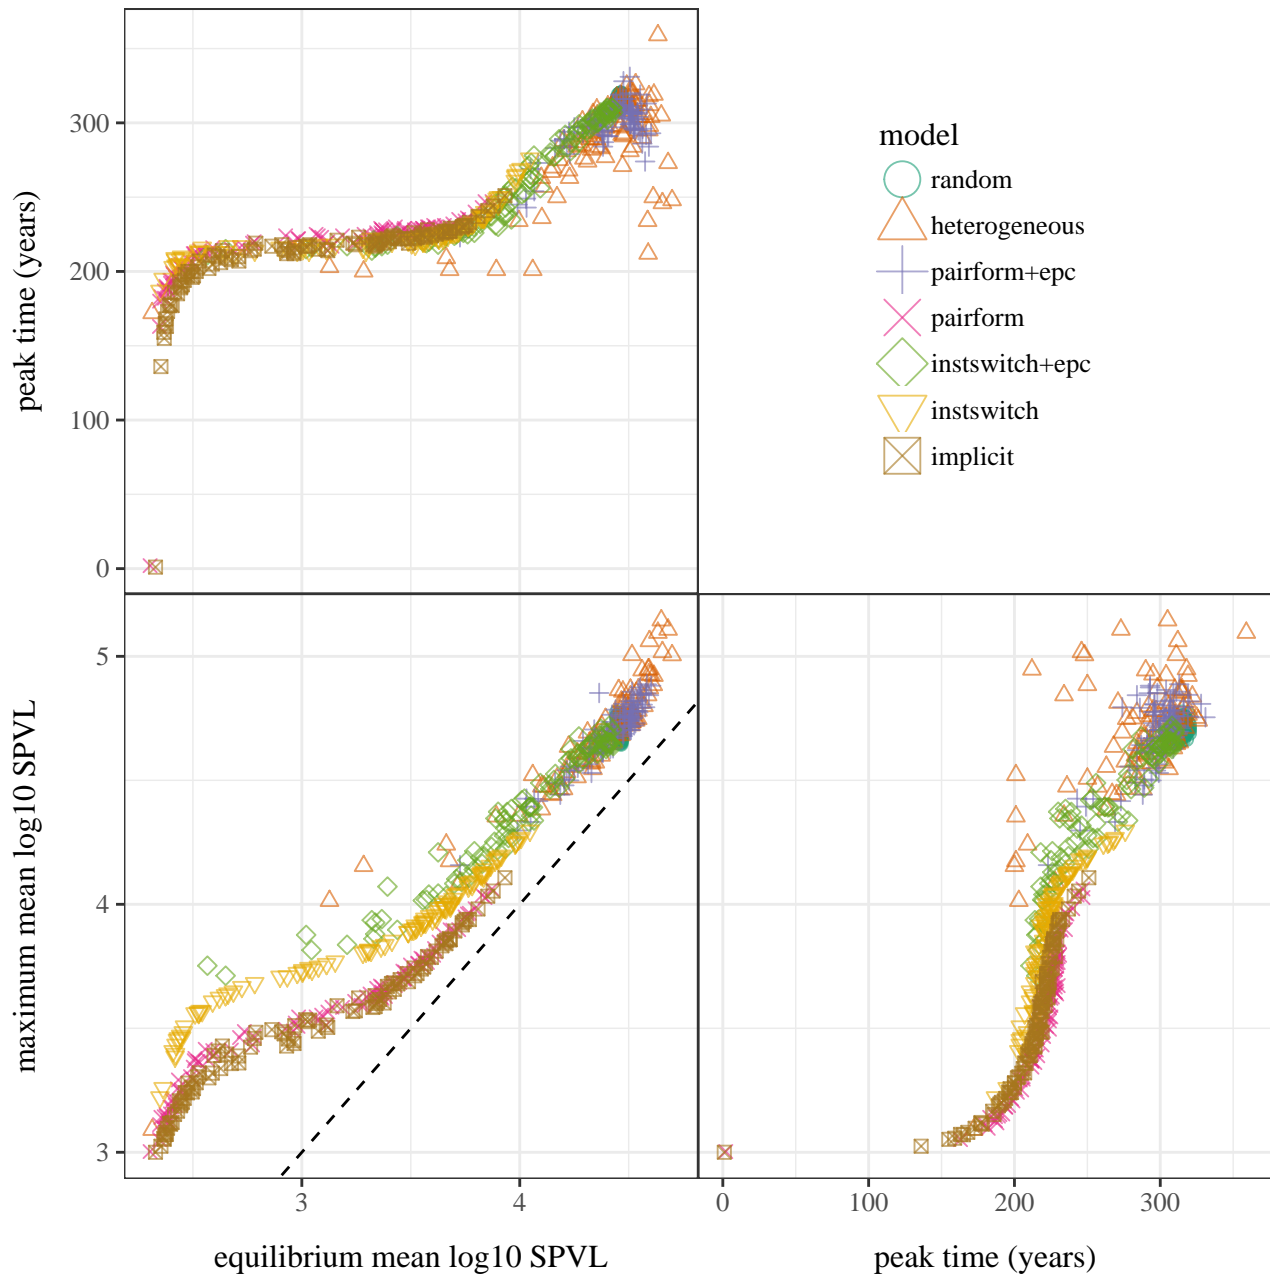 300
200
100
0
peak time (years)
model
random
heterogeneous
pairform+epc
pairform
instswitch+epc
instswitch
implicit
5
4
3
maximum mean log10 SPVL
3 4
0 100 200 300
equilibrium mean log10 SPVL
peak time (years)